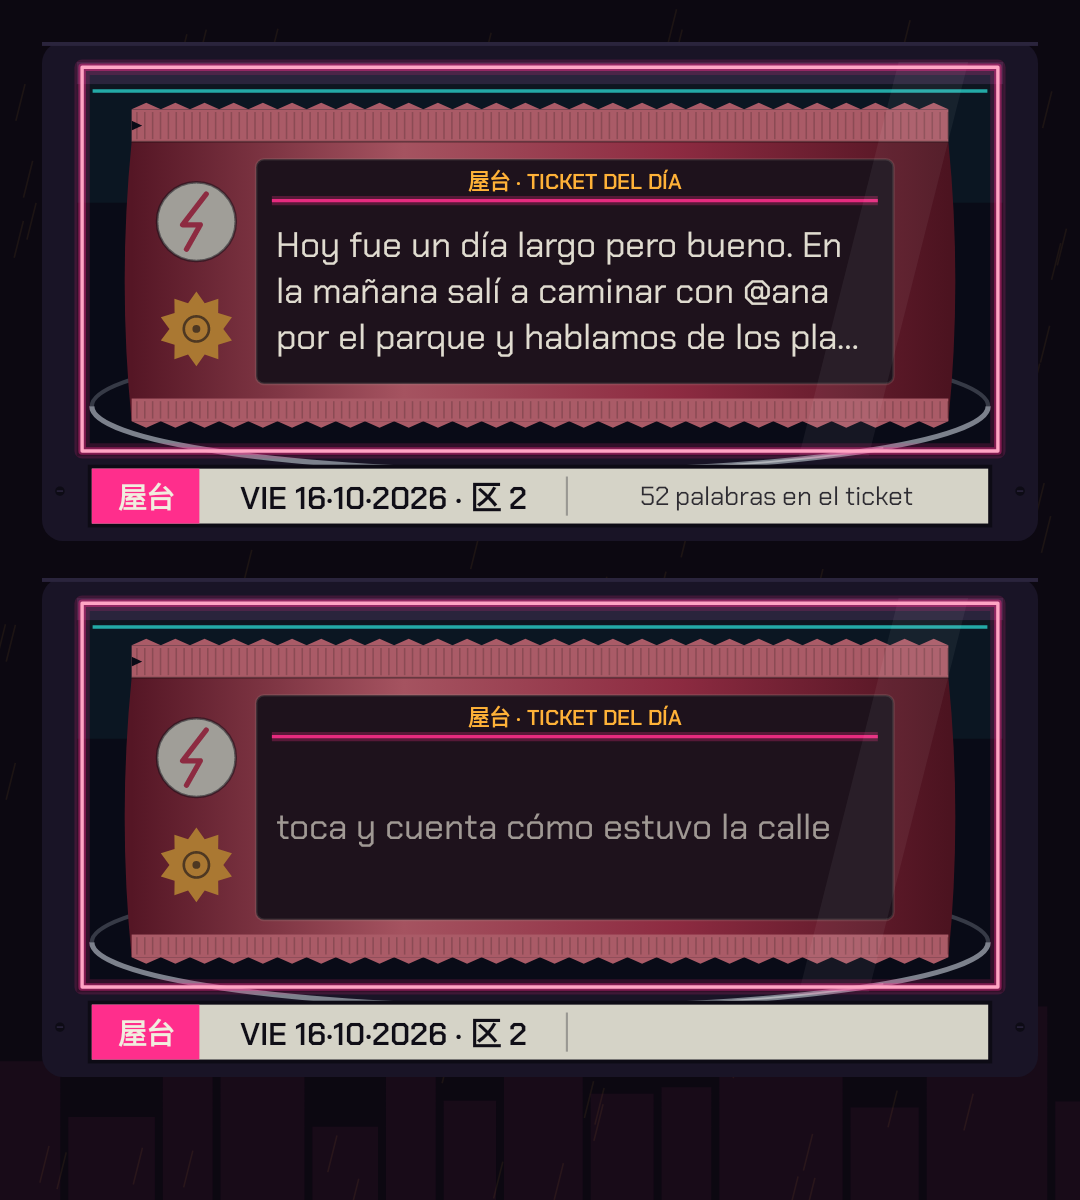 屋台 · TICKET DEL DÍA
Hoy fue un día largo pero bueno. En
la mañana salí a caminar con @ana
por el parque y hablamos de los pla...
屋台 VIE 16·10·2026 · 区 2 52 palabras en el ticket
屋台 · TICKET DEL DÍA
toca y cuenta cómo estuvo la calle
屋台 VIE 16·10·2026 · 区 2